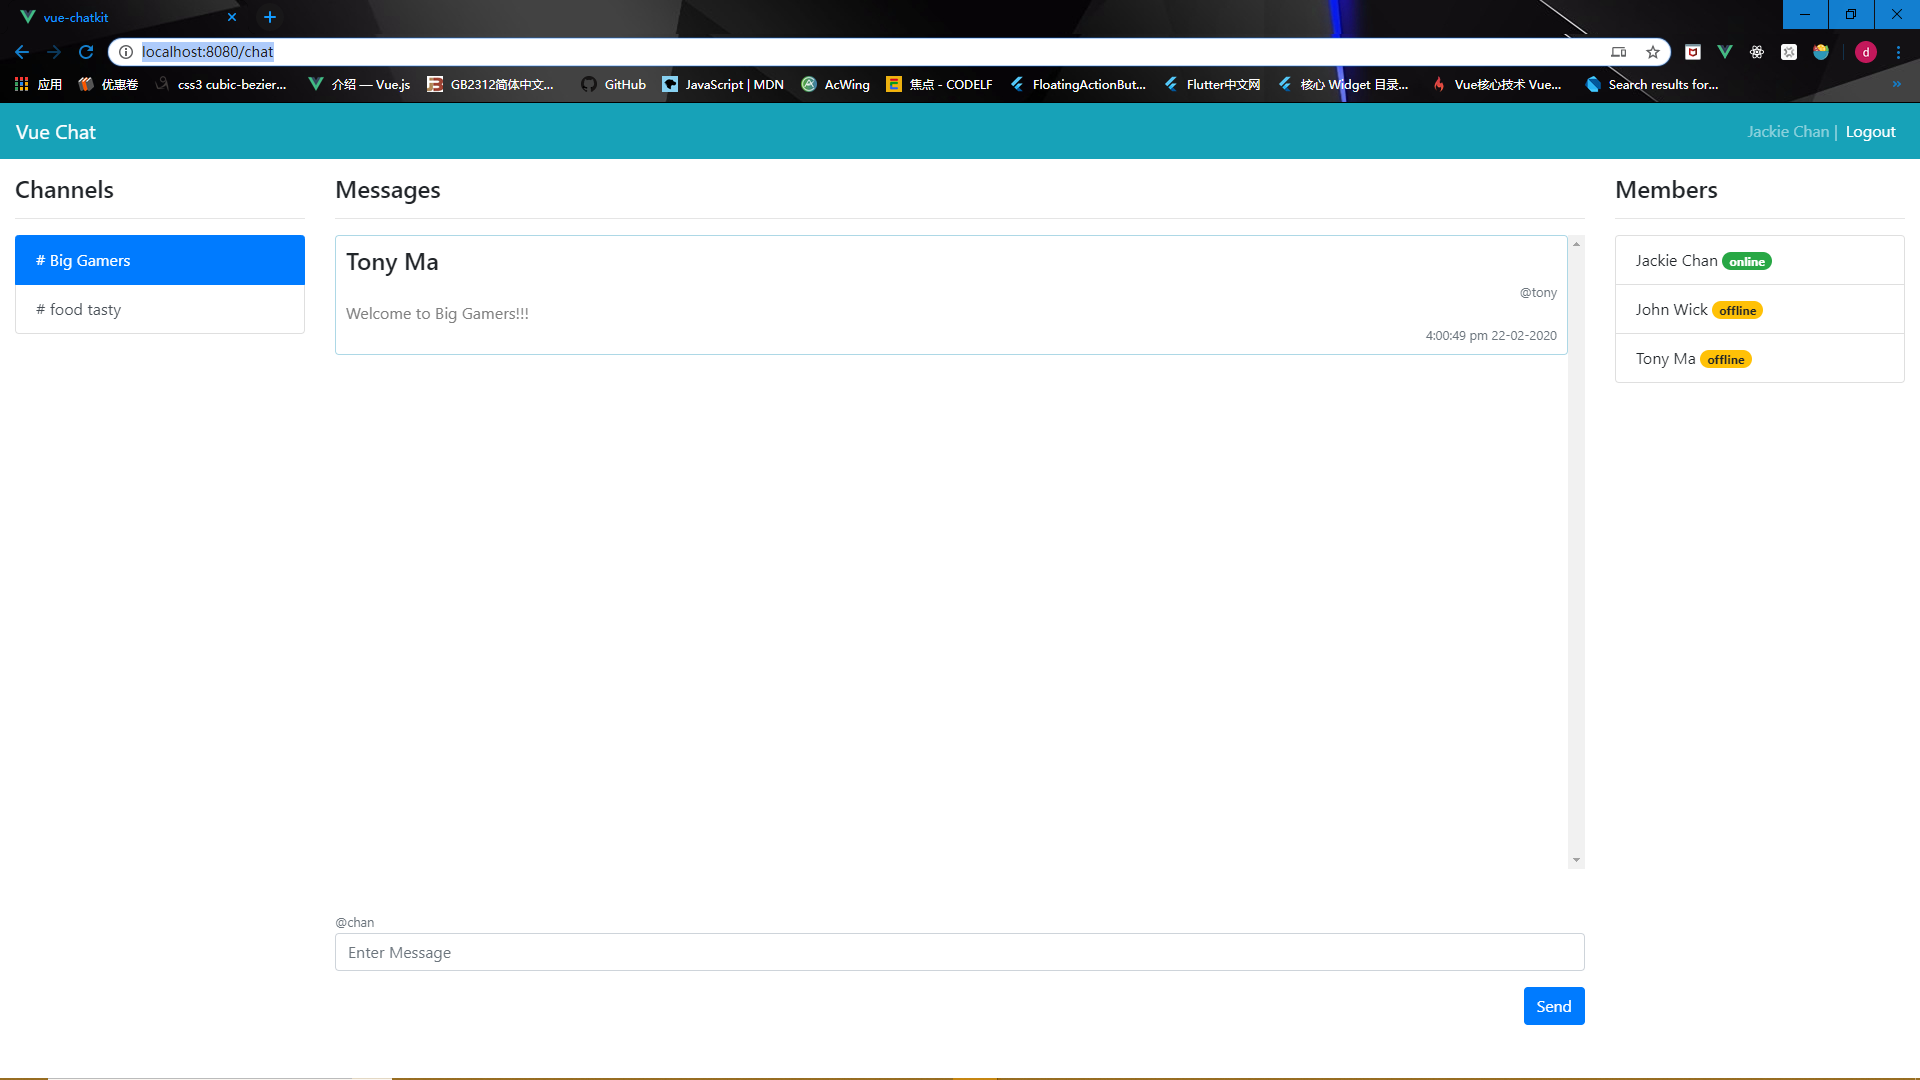 vue-chatkit
localhost:8080/chat
d
应用 优惠卷 css3 cubic-bezier... 介绍 — Vue.js GB2312简体中文... GitHub JavaScript | MDN AcWing 焦点 - CODELF FloatingActionBut... Flutter中文网 核心 Widget 目录... Vue核心技术 Vue... Search results for... »
Vue Chat
Jackie Chan | Logout
Channels
# Big Gamers
# food tasty
Messages
Tony Ma
@tony
Welcome to Big Gamers!!!
4:00:49 pm 22-02-2020
@chan
Enter Message
Send
Members
Jackie Chan online
John Wick offline
Tony Ma offline